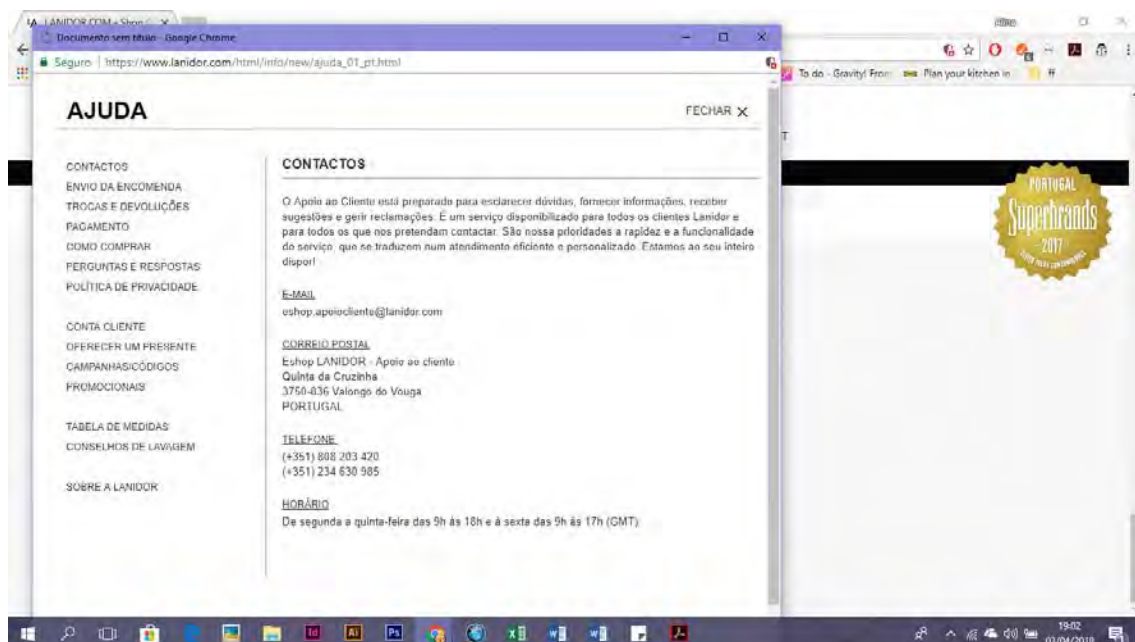 LANIDOR.COM - Shop
Documento sem título - Google Chrome
Seguro | https://www.lanidor.com/html/info/new/ajuda_01_pt.html
To do - Gravity! From
Plan your kitchen in
AJUDA
FECHAR X
CONTACTOS
ENVIO DA ENCOMENDA
TROCAS E DEVOLUÇÕES
PAGAMENTO
COMO COMPRAR
PERGUNTAS E RESPOSTAS
POLÍTICA DE PRIVACIDADE
CONTA CLIENTE
OFERECER UM PRESENTE
CAMPANHAS/CÓDIGOS
PROMOCIONAIS
TABELA DE MEDIDAS
CONSELHOS DE LAVAGEM
SOBRE A LANIDOR
CONTACTOS
O Apoio ao Cliente está preparado para esclarecer dúvidas, fornecer informações, receber
sugestões e gerir reclamações. É um serviço disponibilizado para todos os clientes Lanidor e
para todos os que nos pretendam contactar. São nossa prioridades a rapidez e a funcionalidade
do serviço, que se traduzem num atendimento eficiente e personalizado. Estamos ao seu inteiro
dispor!
E-MAIL
eshop.apoiocliente@lanidor.com
CORREIO POSTAL
Eshop LANIDOR - Apoio ao cliente
Quinta da Cruzinha
3750-836 Valongo do Vouga
PORTUGAL
TELEFONE
(+351) 808 203 420
(+351) 234 630 985
HORÁRIO
De segunda a quinta-feira das 9h às 18h e à sexta das 9h às 17h (GMT)
PORTUGAL
Superbrands
2017
19:02
03/04/2018